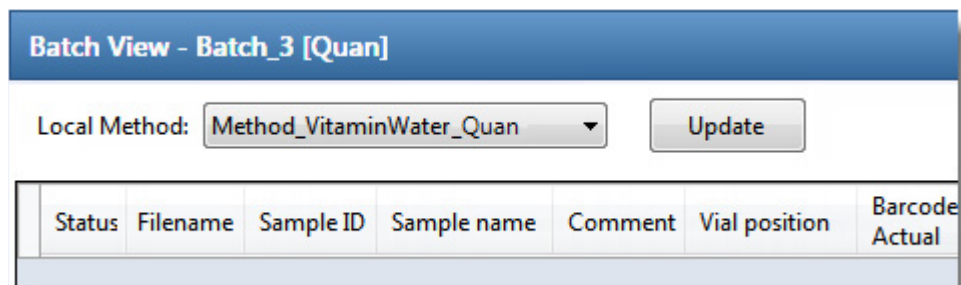 Batch View - Batch_3 [Quan]
Local Method: Method_VitaminWater_Quan Update
Status Filename Sample ID Sample name Comment Vial position Barcode Actual